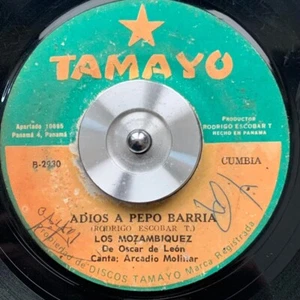 TAMAYO
Apartado 10095
Panamá 4, Panamá
PRODUCTOR
RODRIGO ESCOBAR T
HECHO EN PANAMA
B-2930
CUMBIA
ADIOS A PEPO BARRIA
(RODRIGO ESCOBAR T.)
LOS MOZAMBIQUEZ
De Oscar de León
Canta: Arcadio Molinar
DISCOS TAMAYO Marca Registrada